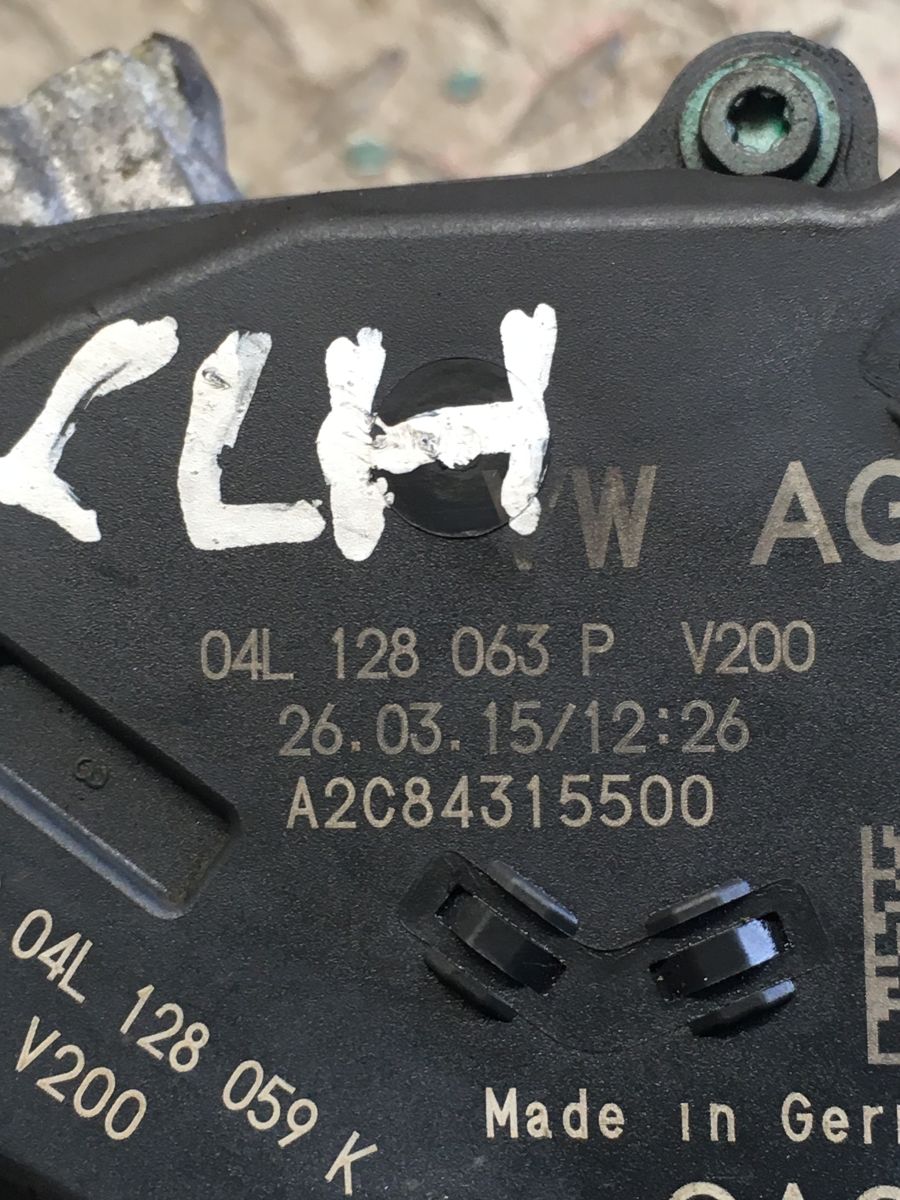 CLH
VW AG
04L 128 063 P V200
26.03.15/12:26
A2C84315500
8
04L 128 059 K
V200
Made in Ger